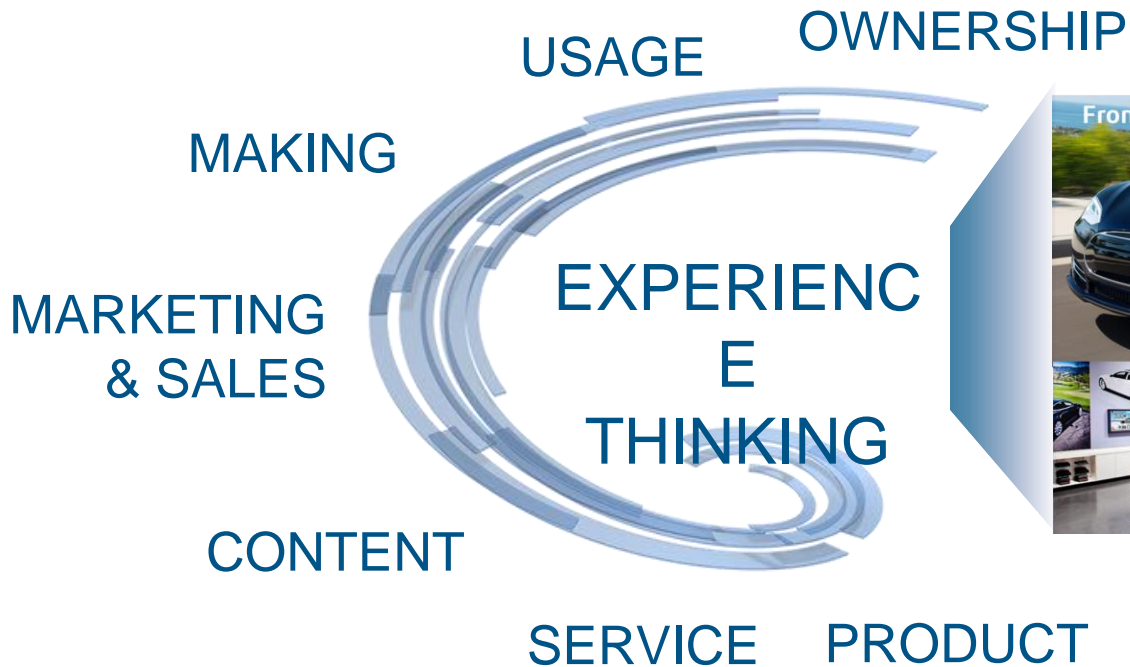 OWNERSHIP
USAGE
MAKING
MARKETING
& SALES
EXPERIENC
E
THINKING
CONTENT
SERVICE
PRODUCT